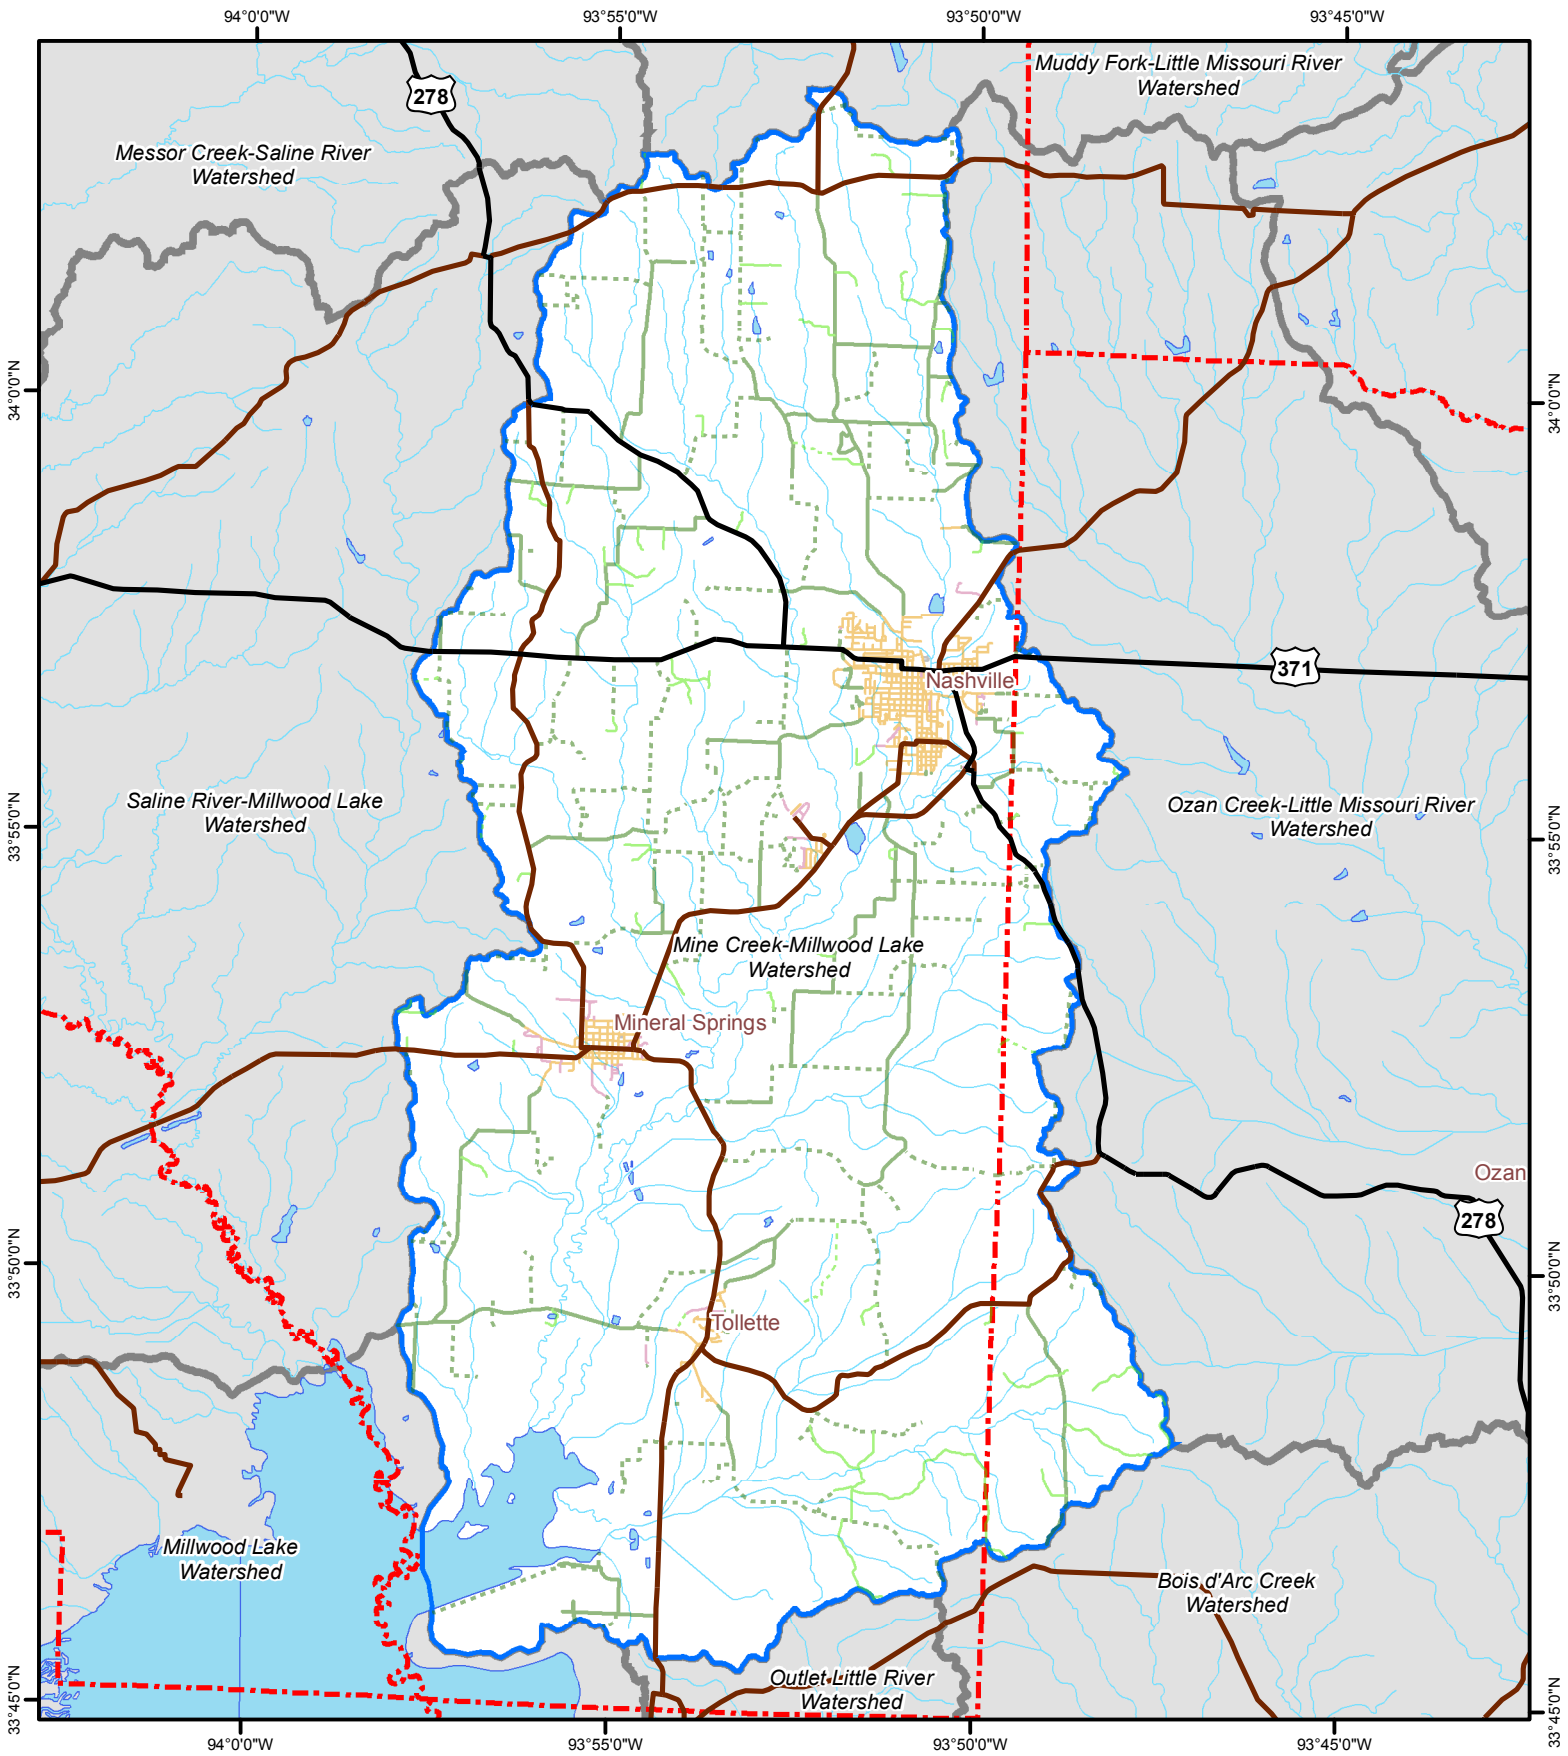 94°0'0"W
93°55'0"W
93°50'0"W
93°45'0"W
Muddy Fork-Little Missouri River
Watershed
278
Messor Creek-Saline River
Watershed
34°0'0"N
34°0'0"N
371
Nashville
Saline River-Millwood Lake
Watershed
Ozan Creek-Little Missouri River
Watershed
33°55'0"N
33°55'0"N
Mine Creek-Millwood Lake
Watershed
Mineral Springs
Ozan
278
33°50'0"N
33°50'0"N
Tollette
Millwood Lake
Watershed
Bois d'Arc Creek
Watershed
Outlet Little River
Watershed
33°45'0"N
33°45'0"N
94°0'0"W
93°55'0"W
93°50'0"W
93°45'0"W